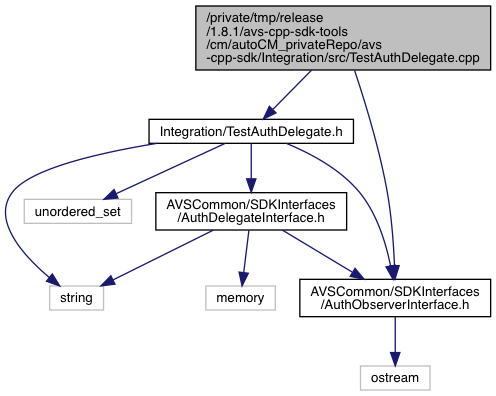 /private/tmp/release
/1.8.1/avs-cpp-sdk-tools
/cm/autoCM_privateRepo/avs
-cpp-sdk/Integration/src/TestAuthDelegate.cpp
Integration/TestAuthDelegate.h
unordered_set
AVSCommon/SDKInterfaces
/AuthDelegateInterface.h
string
memory
AVSCommon/SDKInterfaces
/AuthObserverInterface.h
ostream